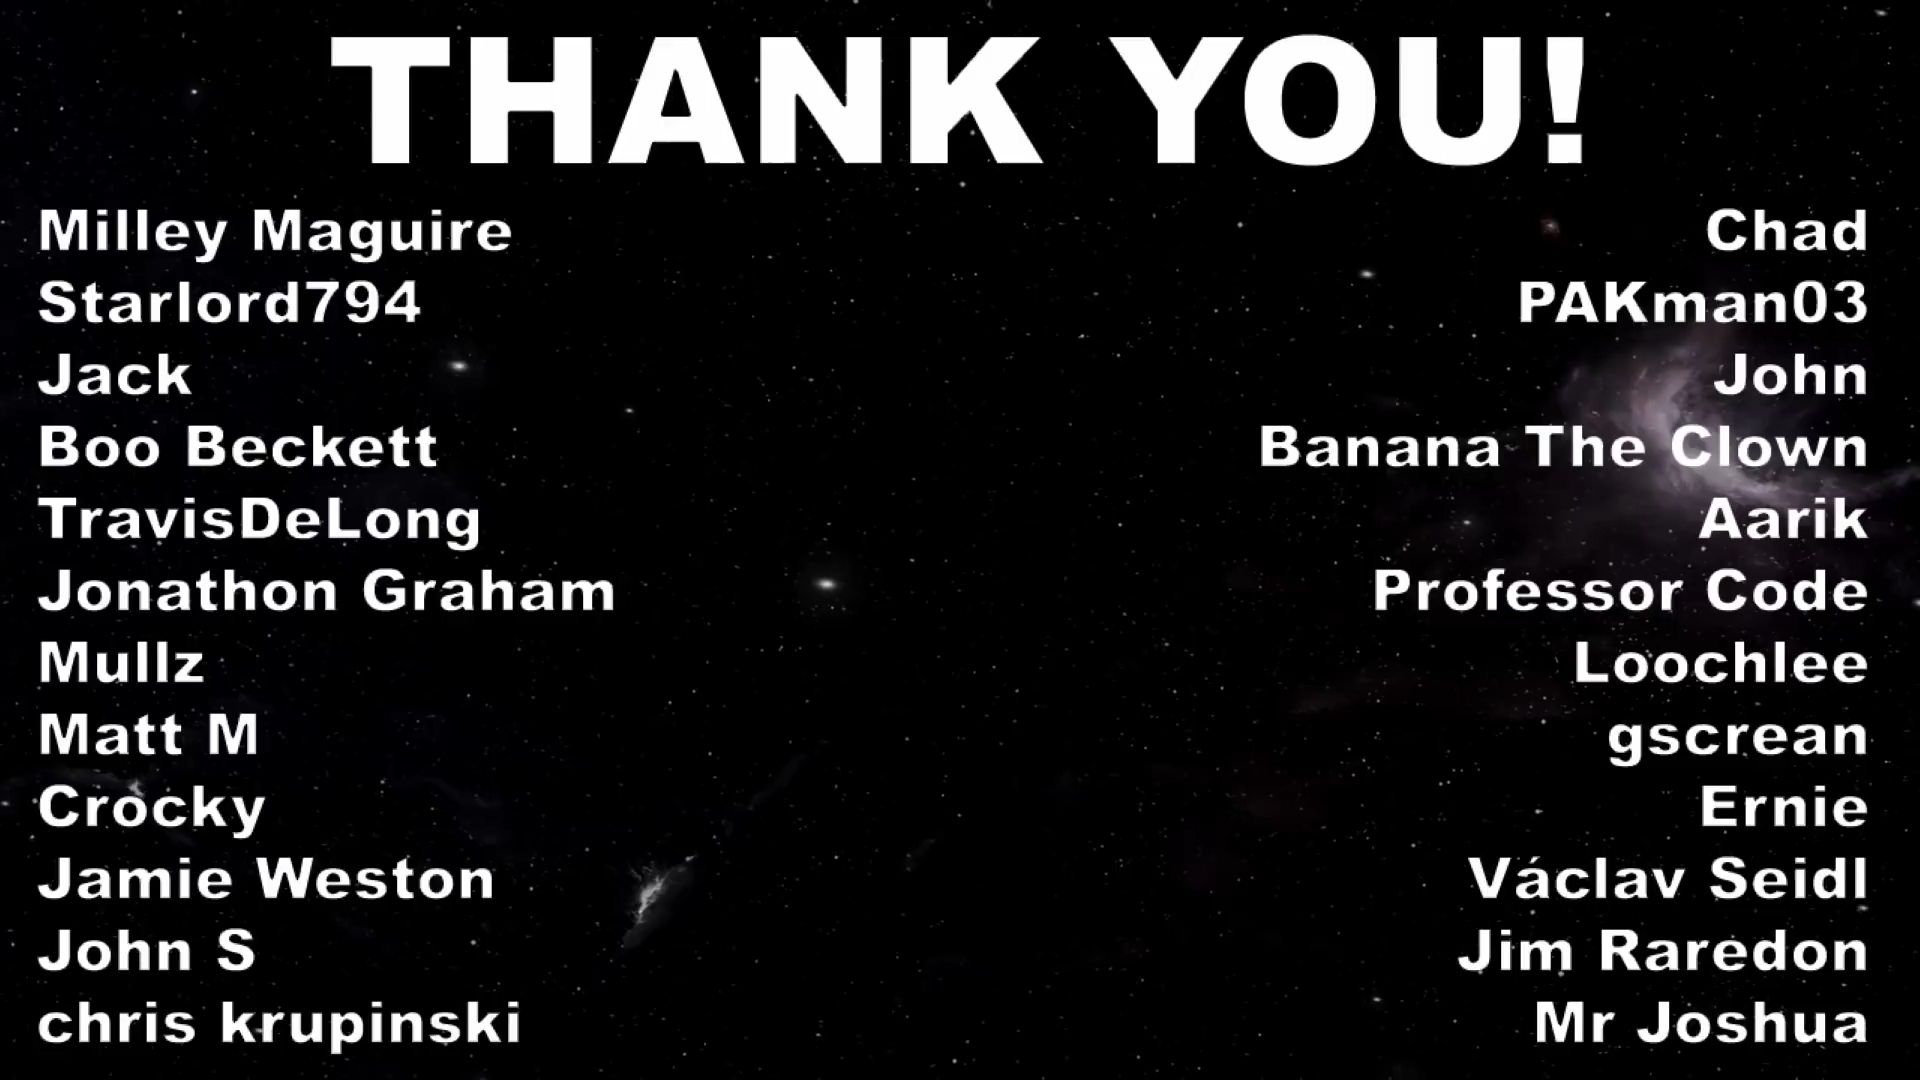 THANK YOU!
Milley Maguire
Starlord794
Jack
Boo Beckett
TravisDeLong
Jonathon Graham
Mullz
Matt M
Crocky
Jamie Weston
John S
chris krupinski
Chad
PAKman03
John
Banana The Clown
Aarik
Professor Code
Loochlee
gscrean
Ernie
Václav Seidl
Jim Raredon
Mr Joshua